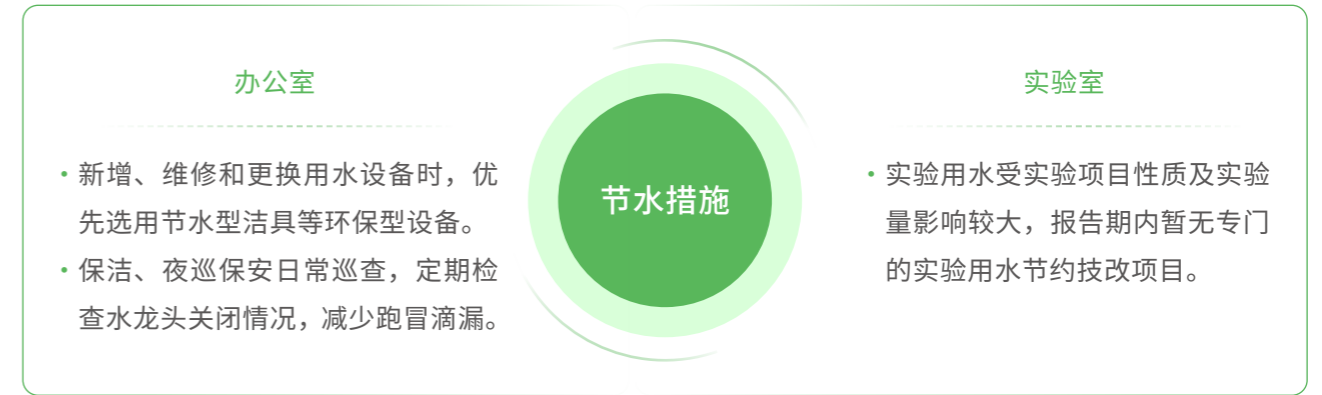 办公室
• 新增、维修和更换用水设备时，优
先选用节水型洁具等环保型设备。
• 保洁、夜巡保安日常巡查，定期检
查水龙头关闭情况，减少跑冒滴漏。
节水措施
实验室
• 实验用水受实验项目性质及实验
量影响较大，报告期内暂无专门
的实验用水节约技改项目。